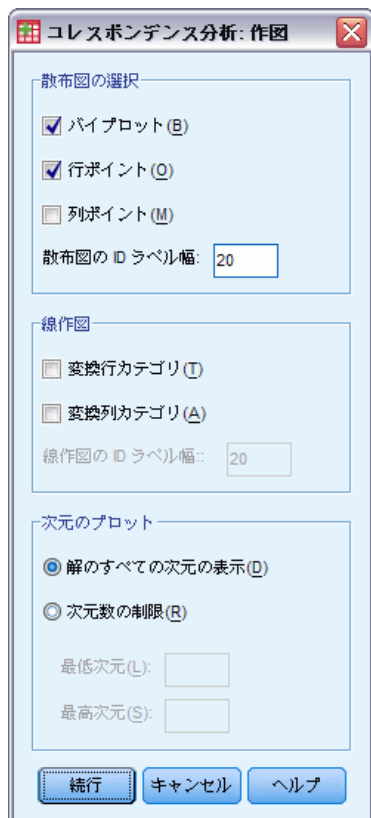 コレスポンデンス分析: 作図
散布図の選択
バイプロット(B)
行ポイント(O)
列ポイント(M)
散布図の ID ラベル幅: 20
線作図
変換行カテゴリ(T)
変換列カテゴリ(A)
線作図の ID ラベル幅:: 20
次元のプロット
解のすべての次元の表示(D)
次元数の制限(R)
最低次元(L):
最高次元(S):
続行 キャンセル ヘルプ